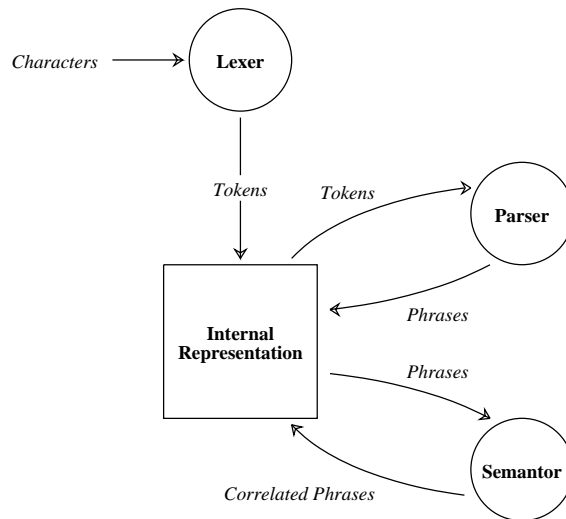 Characters
Lexer
Tokens
Tokens
Parser
Phrases
Internal
Representation
Phrases
Semantor
Correlated Phrases